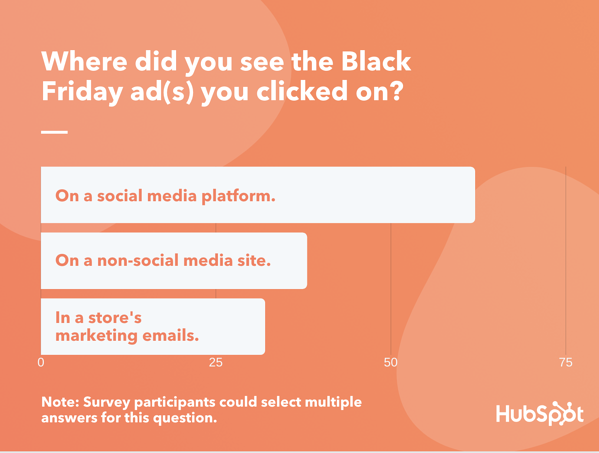 Where did you see the Black
Friday ad(s) you clicked on?
On a social media platform.
On a non-social media site.
In a store's
marketing emails.
0 25 50 75
Note: Survey participants could select multiple
answers for this question.
HubSpot